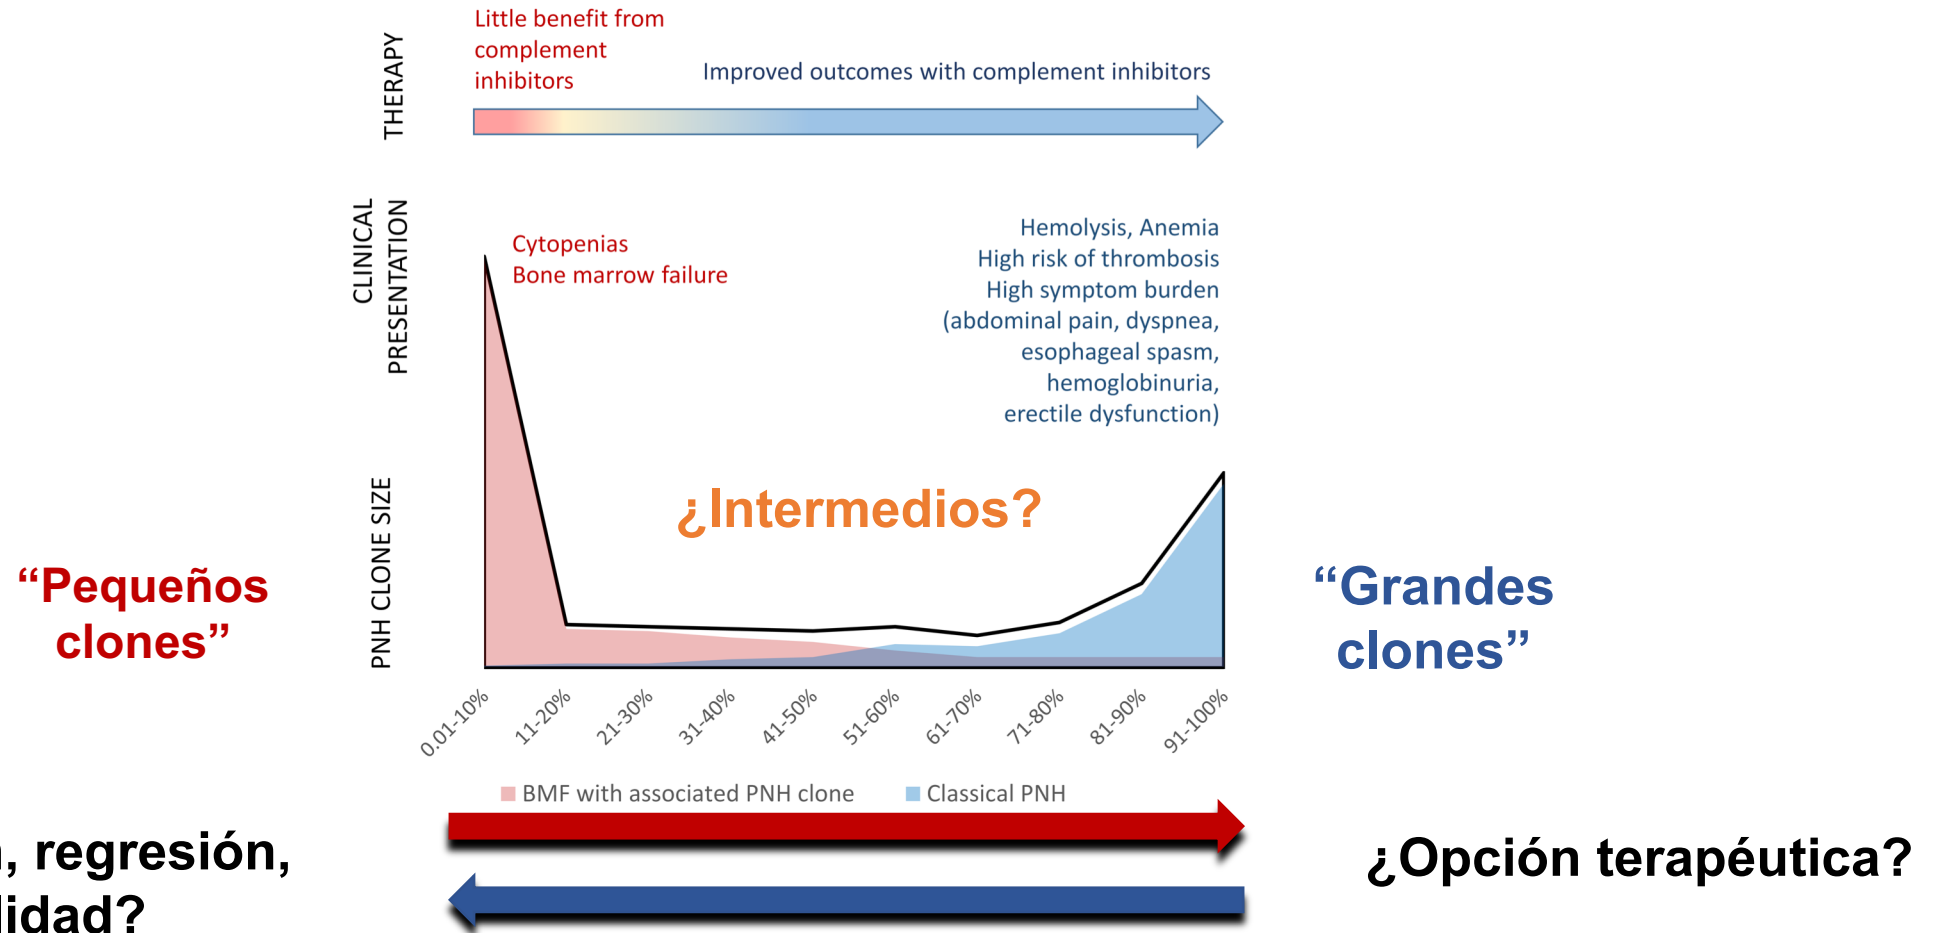 Little benefit from
complement
inhibitors
Improved outcomes with complement inhibitors
THERAPY
CLINICAL
PRESENTATION
Cytopenias
Bone marrow failure
Hemolysis, Anemia
High risk of thrombosis
High symptom burden
(abdominal pain, dyspnea,
esophageal spasm,
hemoglobinuria,
erectile dysfunction)
PNH CLONE SIZE
¿Intermedios?
“Pequeños
clones”
“Grandes
clones”
0.01-10%
11-20%
21-30%
31-40%
41-50%
51-60%
61-70%
71-80%
81-90%
91-100%
BMF with associated PNH clone
Classical PNH
, regresión,
¿Opción terapéutica?